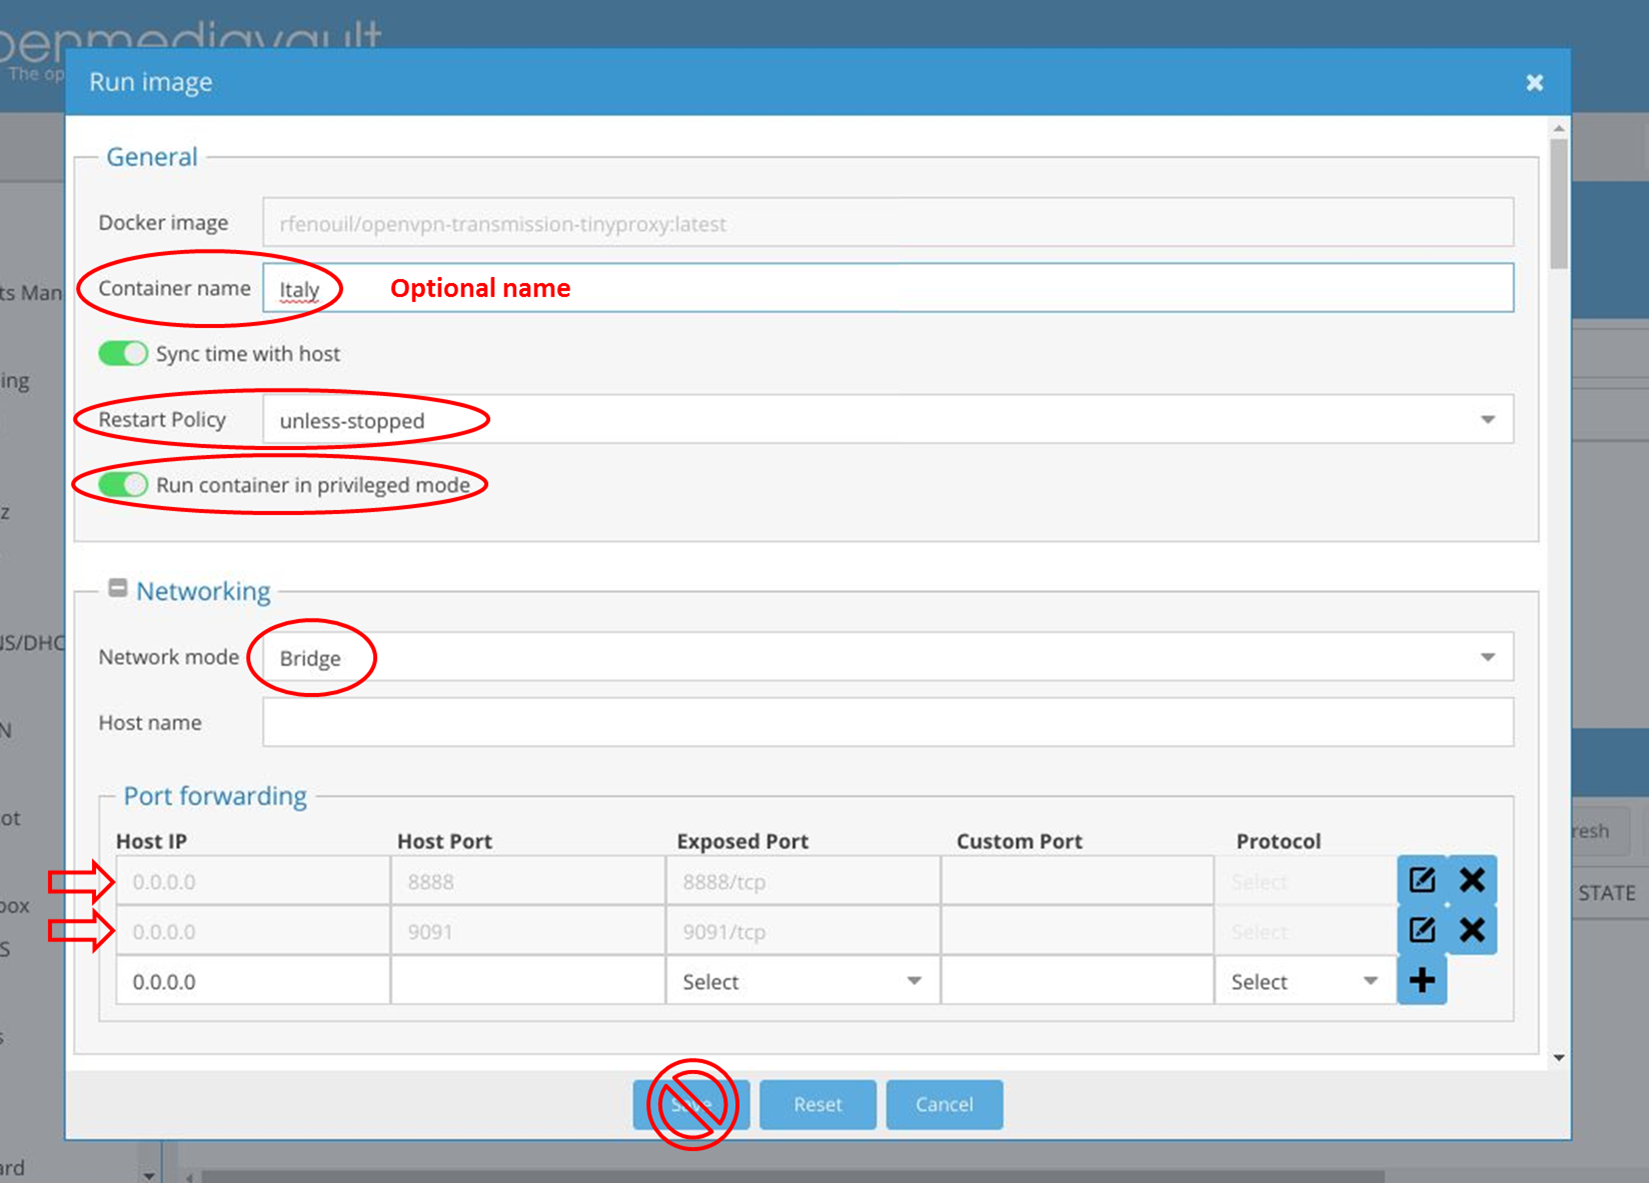 penmediavault
The op
Run image
General
Docker image rfenouil/openvpn-transmission-tinyproxy:latest
Container name Italy Optional name
ts Man
Sync time with host
ing
Restart Policy unless-stopped
Run container in privileged mode
z
Networking
NS/DHC
Network mode Bridge
Host name
N
Port forwarding
ot
resh
Host IP Host Port Exposed Port Custom Port Protocol
0.0.0.0 8888 8888/tcp Select
STATE
box
0.0.0.0 9091 9091/tcp Select
S
0.0.0.0 Select Select
s
Save Reset Cancel
ard